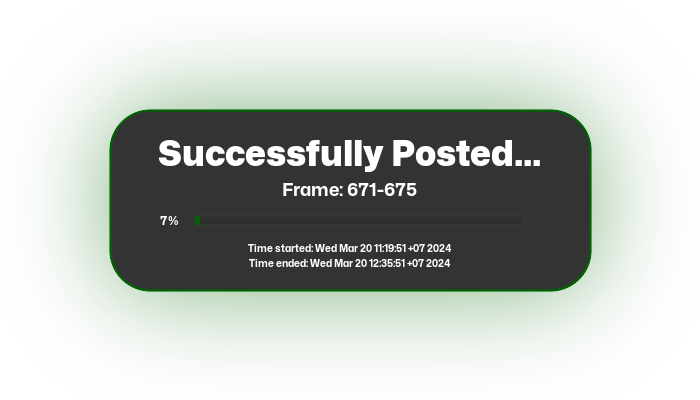 Successfully Posted...
Frame: 671-675
7%
Time started: Wed Mar 20 11:19:51 +07 2024
Time ended: Wed Mar 20 12:35:51 +07 2024